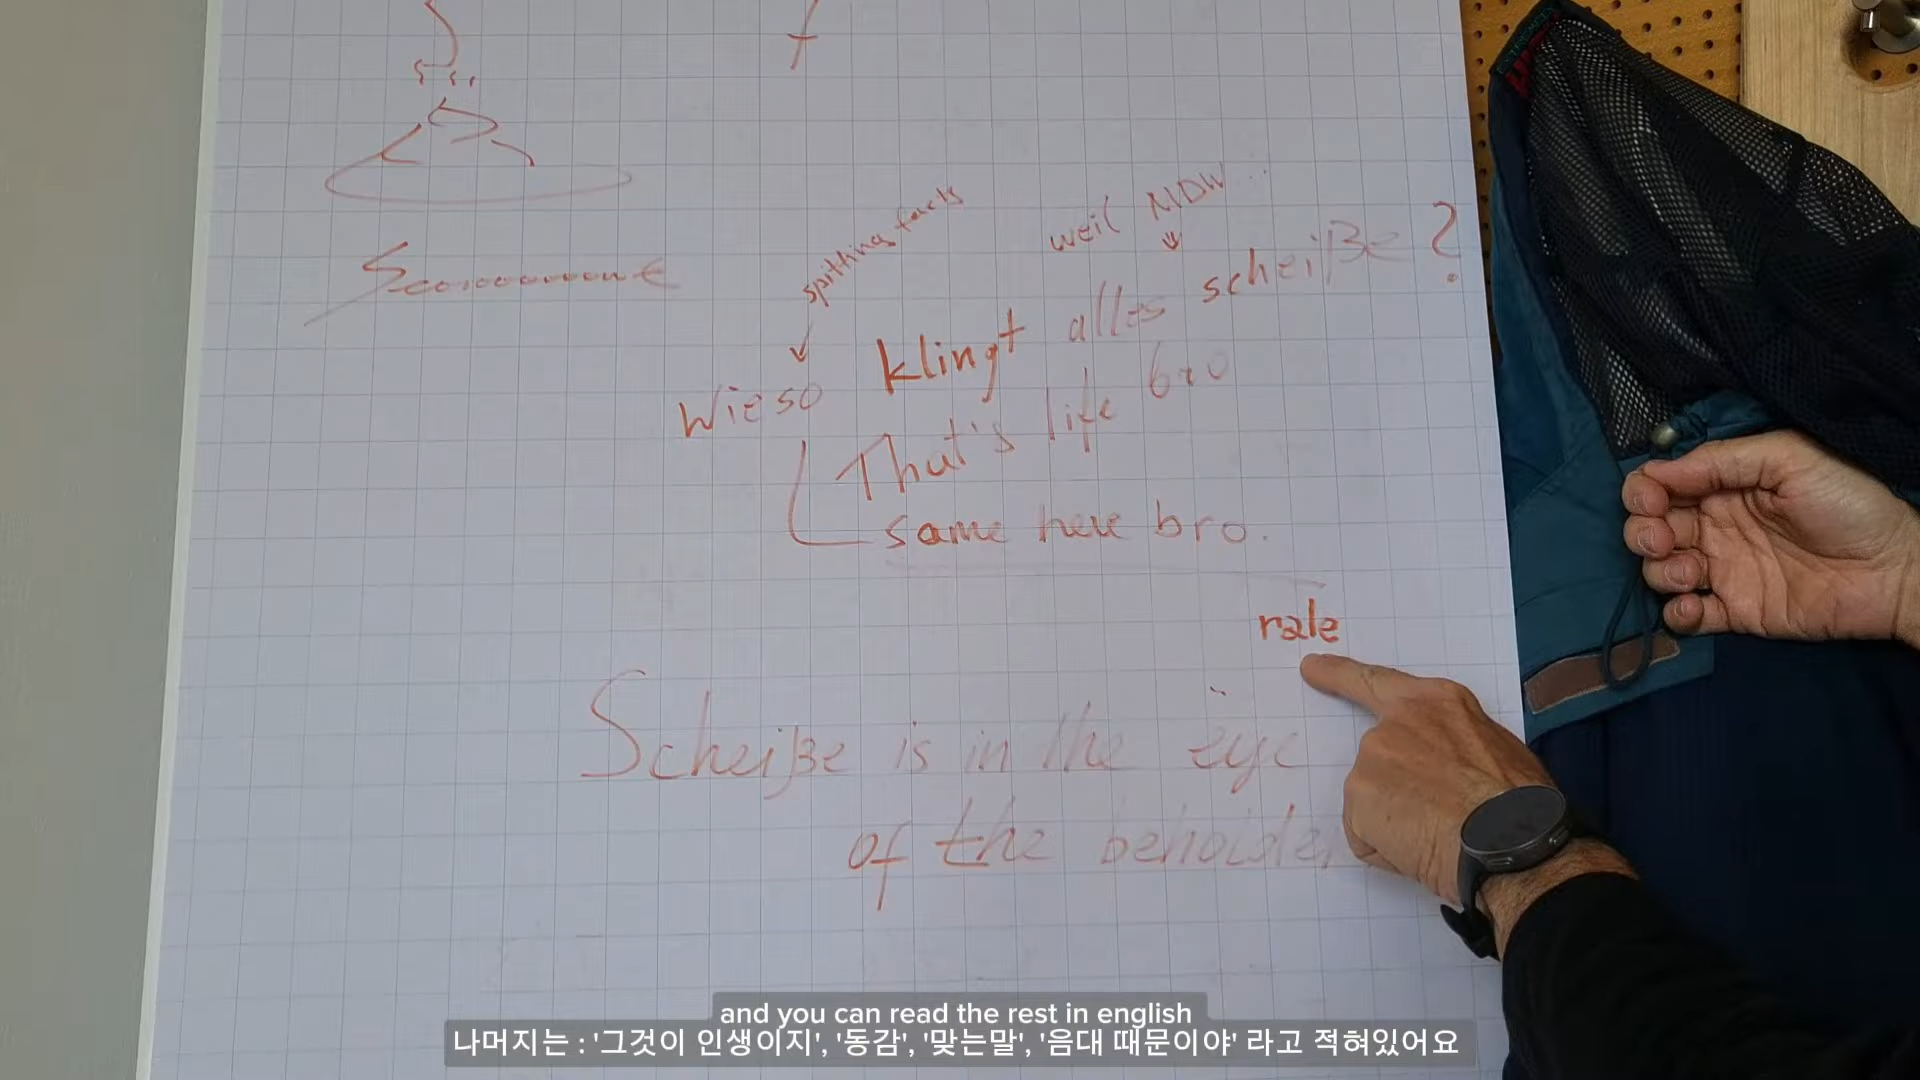 f
Sooooooooound
spitting facts
weil MDW...
Wieso klingt alles scheiße?
That's life bro
same here bro.
rale
Scheiße is in the eye
of the beholder
and you can read the rest in english
나머지는 : '그것이 인생이지', '동감', '맞는말', '음대 때문이야' 라고 적혀있어요